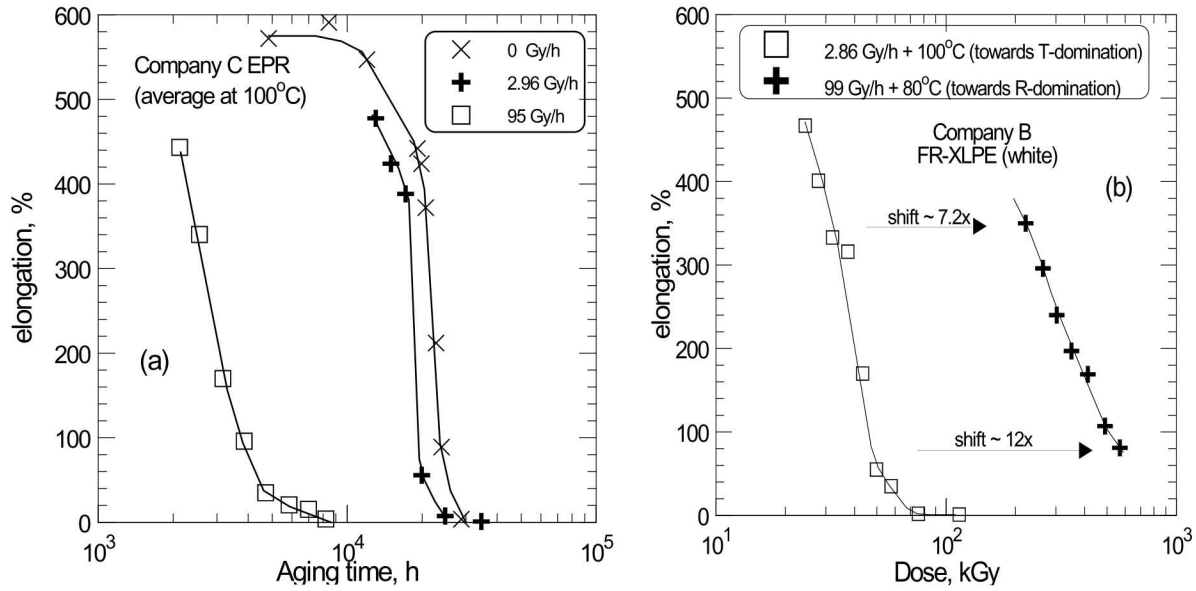 600
500
400
300
200
100
0
elongation, %
Company C EPR
(average at 100°C)
0 Gy/h
2.96 Gy/h
95 Gy/h
(a)
10³
10⁴
10⁵
Aging time, h
600
500
400
300
200
100
0
elongation, %
2.86 Gy/h + 100°C (towards T-domination)
99 Gy/h + 80°C (towards R-domination)
Company B
FR-XLPE (white)
(b)
shift ~ 7.2x
shift ~ 12x
10¹
10²
10³
Dose, kGy